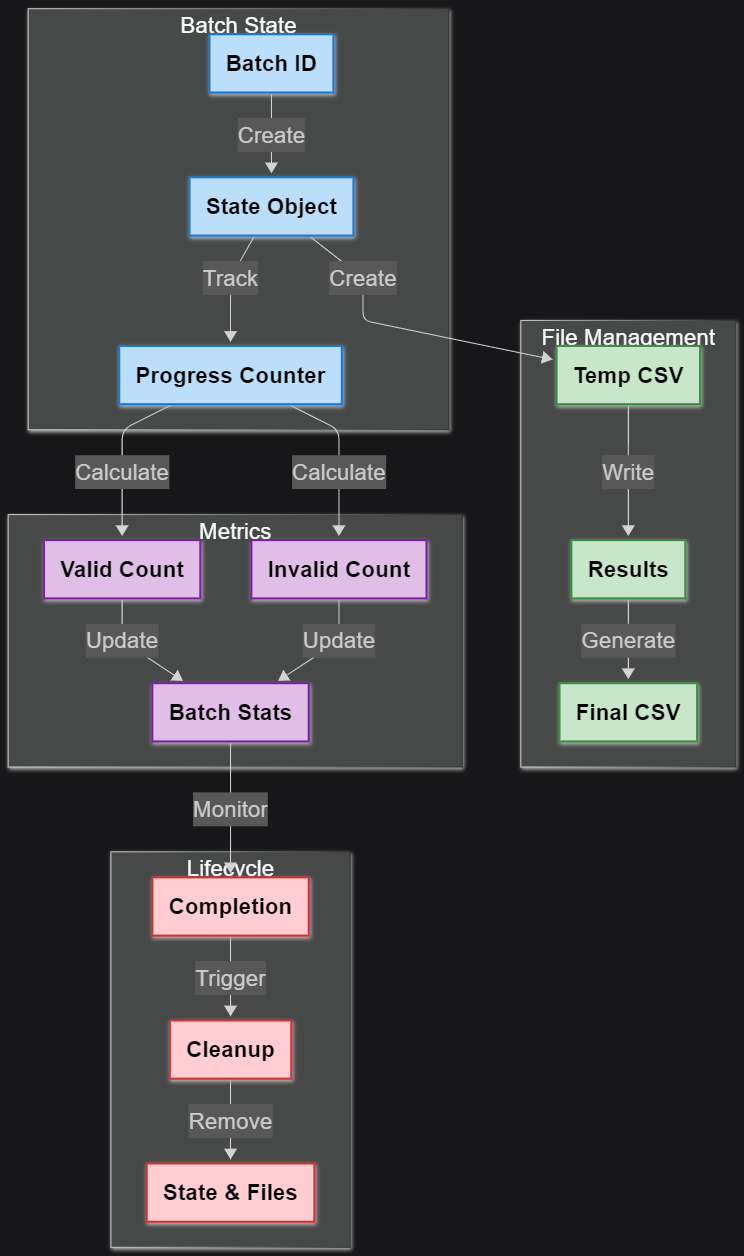 Batch State
Batch ID
Create
State Object
Track
Create
File Management
Progress Counter
Temp CSV
Calculate
Calculate
Write
Metrics
Valid Count
Invalid Count
Results
Update
Update
Generate
Batch Stats
Final CSV
Monitor
Lifecycle
Completion
Trigger
Cleanup
Remove
State & Files